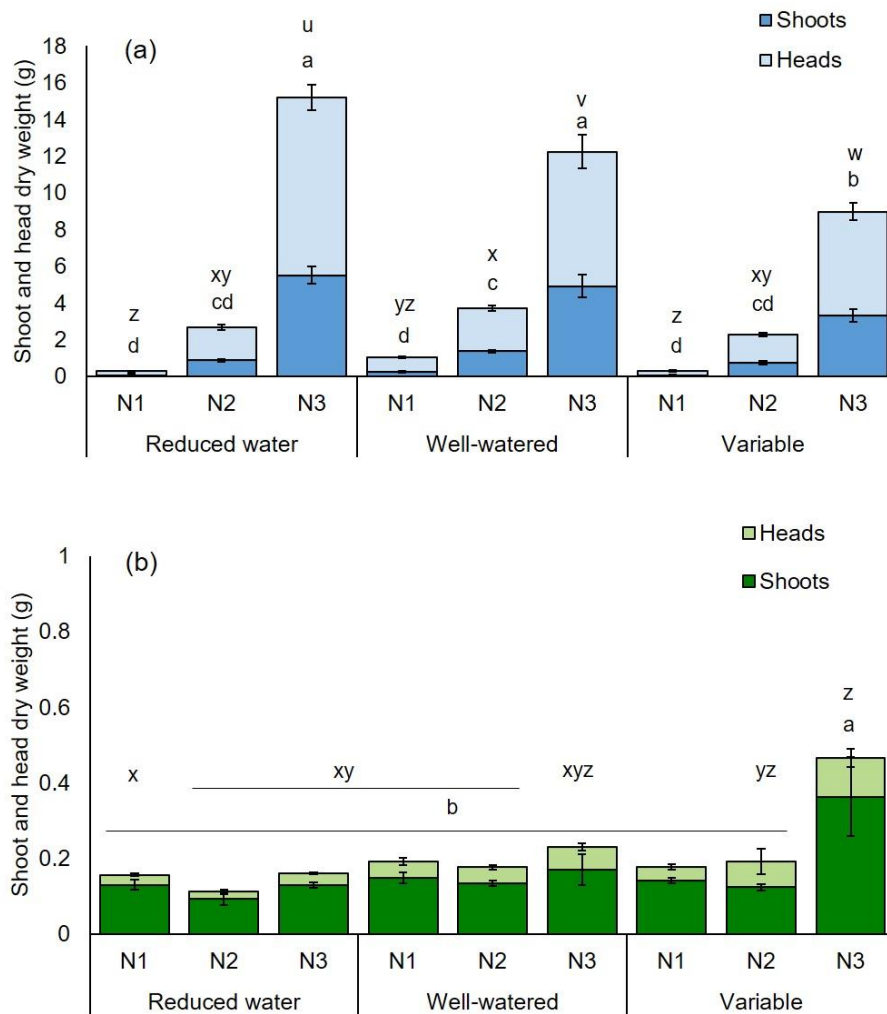 (a)
Shoots
Heads
Shoot and head dry weight (g)
18
16
14
12
10
8
6
4
2
0
z
d
xy
cd
u
a
yz
d
x
c
v
a
z
d
xy
cd
w
b
N1 N2 N3 N1 N2 N3 N1 N2 N3
Reduced water Well-watered Variable
(b)
Heads
Shoots
Shoot and head dry weight (g)
1
0.8
0.6
0.4
0.2
0
x
xy
xyz
yz
z
a
b
N1 N2 N3 N1 N2 N3 N1 N2 N3
Reduced water Well-watered Variable